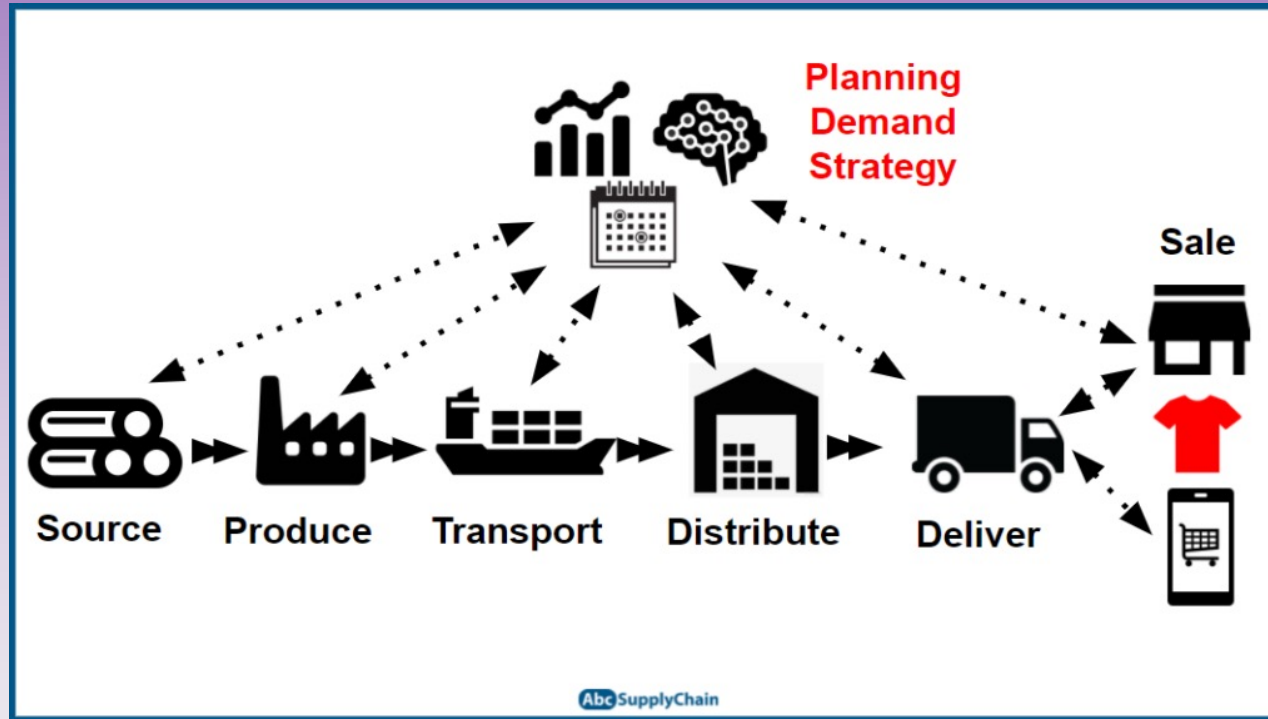 Planning
Demand
Strategy
Sale
Source
Produce
Transport
Distribute
Deliver
AbcSupplyChain